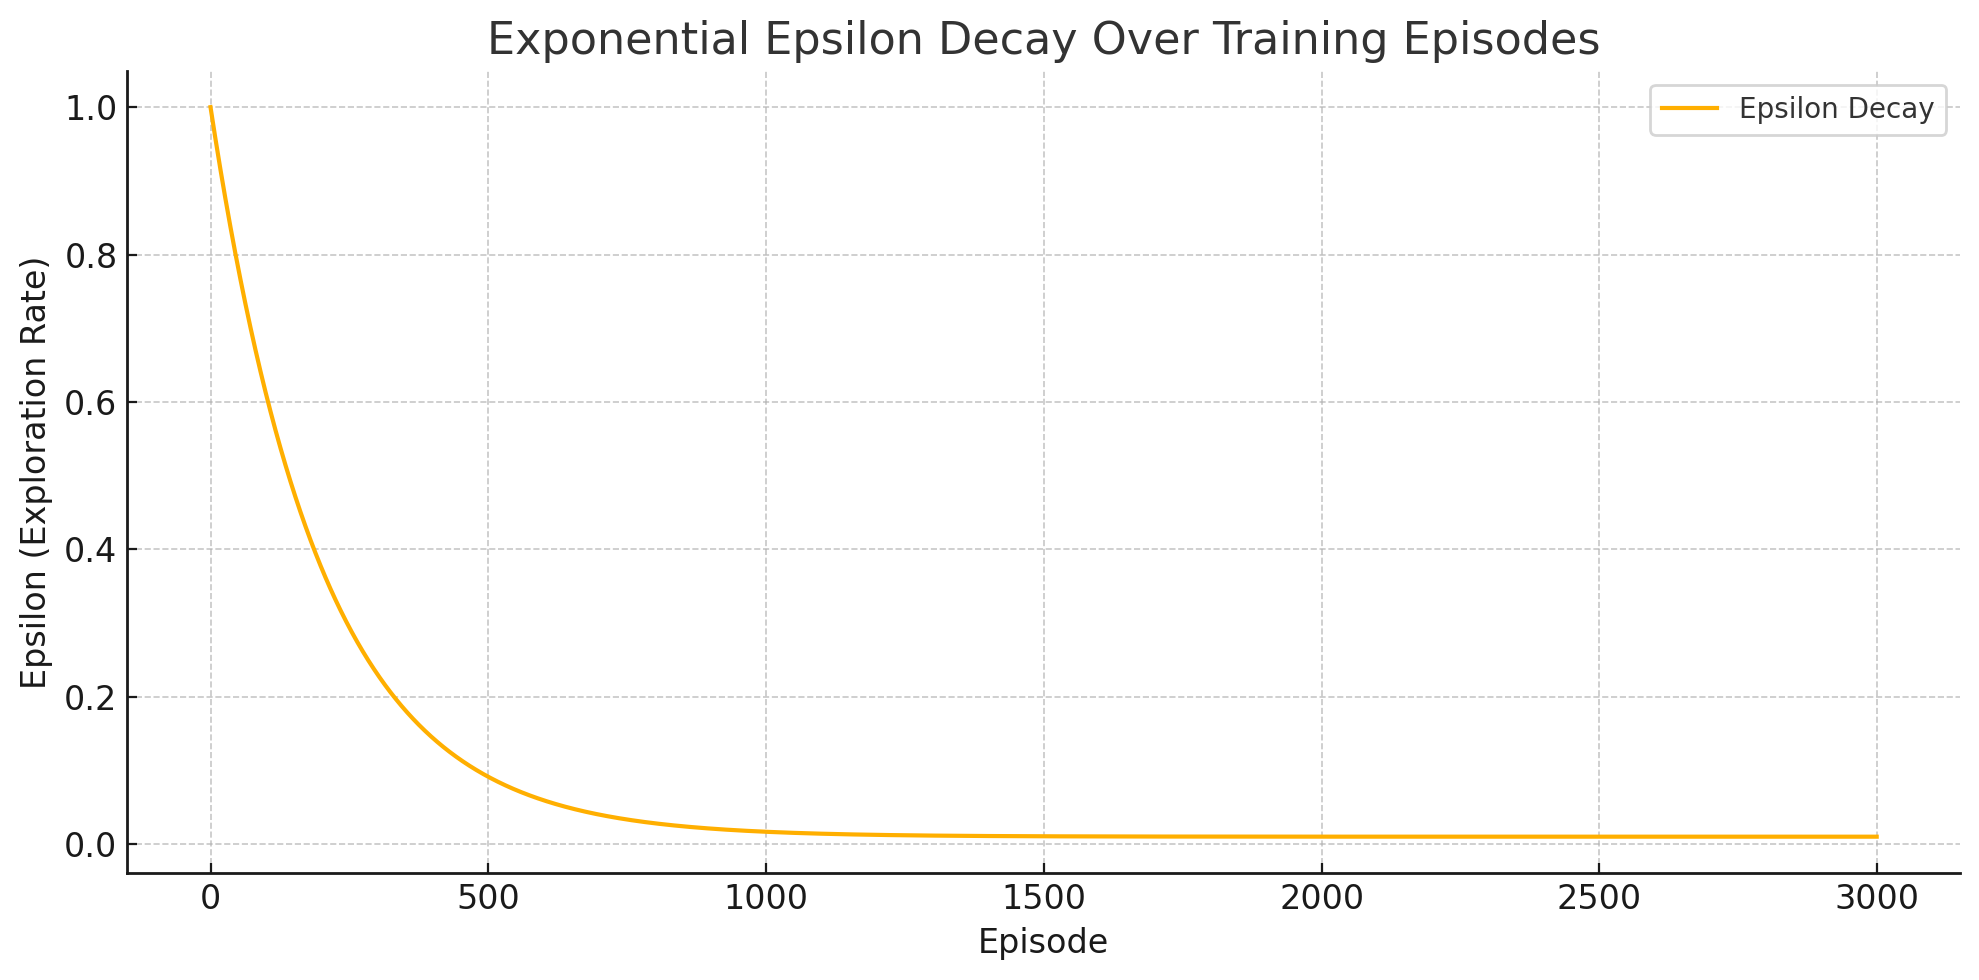 Exponential Epsilon Decay Over Training Episodes
Epsilon Decay
Epsilon (Exploration Rate)
1.0
0.8
0.6
0.4
0.2
0.0
0 500 1000 1500 2000 2500 3000
Episode